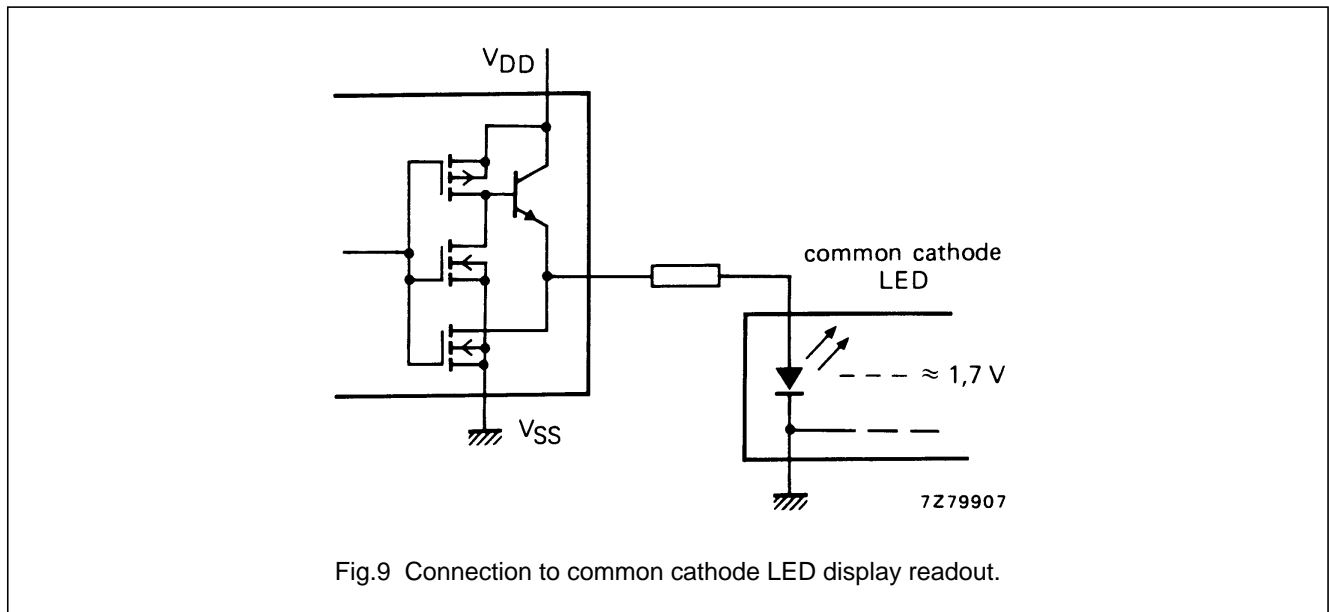 VDD
common cathode
LED
≈ 1,7 V
VSS
7Z79907
Fig.9 Connection to common cathode LED display readout.